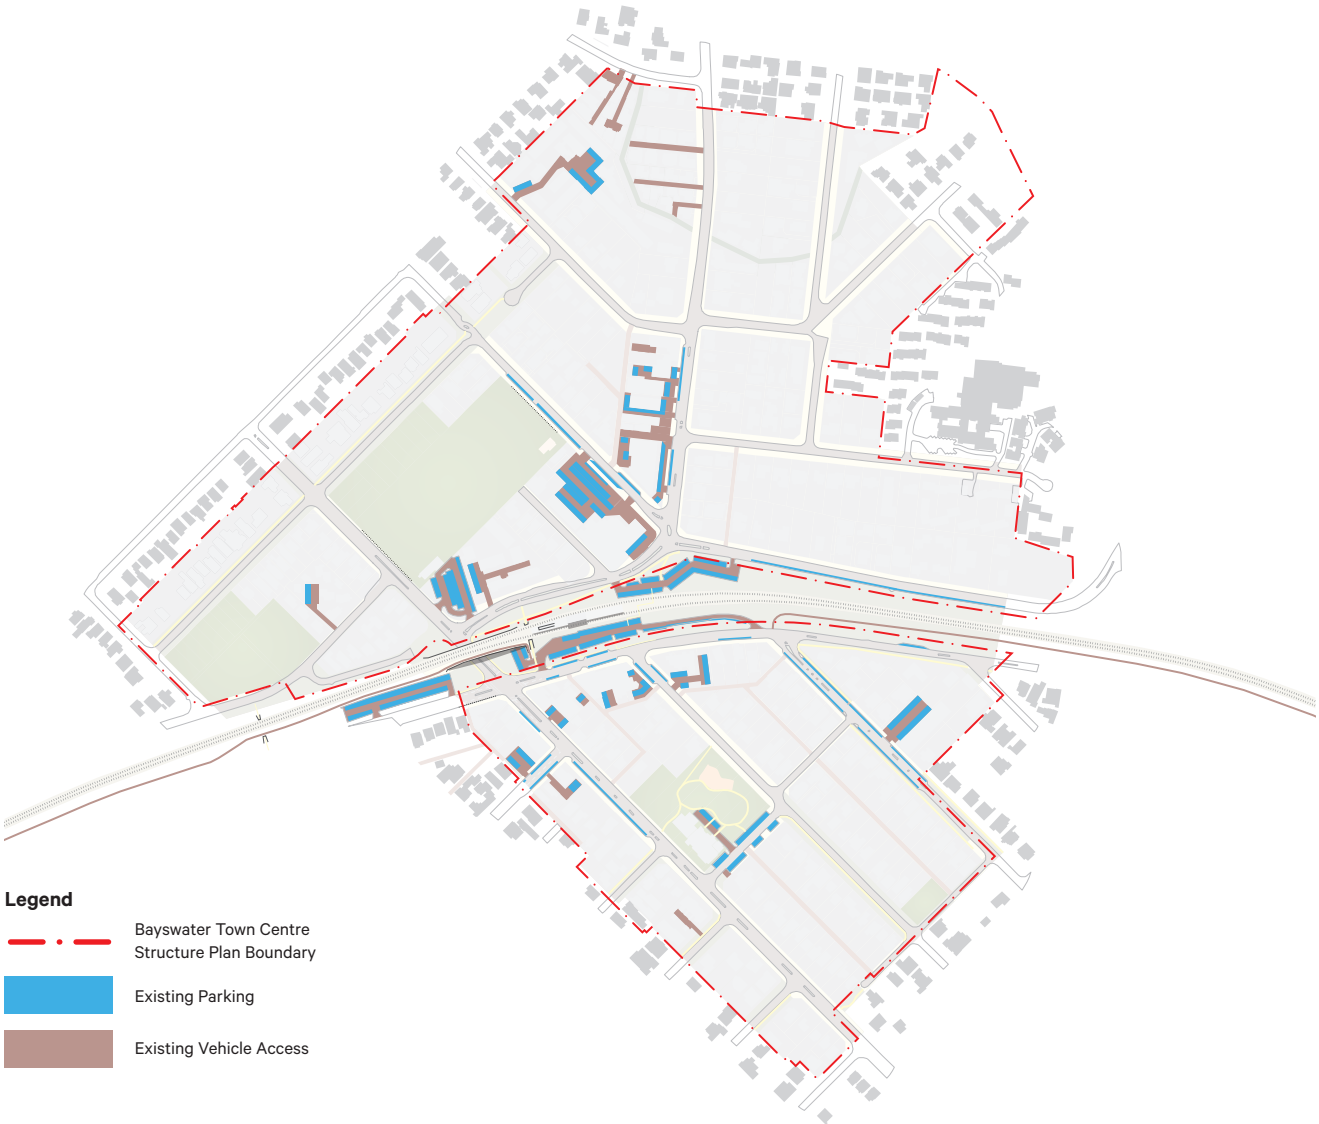 Legend
Bayswater Town Centre
Structure Plan Boundary
Existing Parking
Existing Vehicle Access